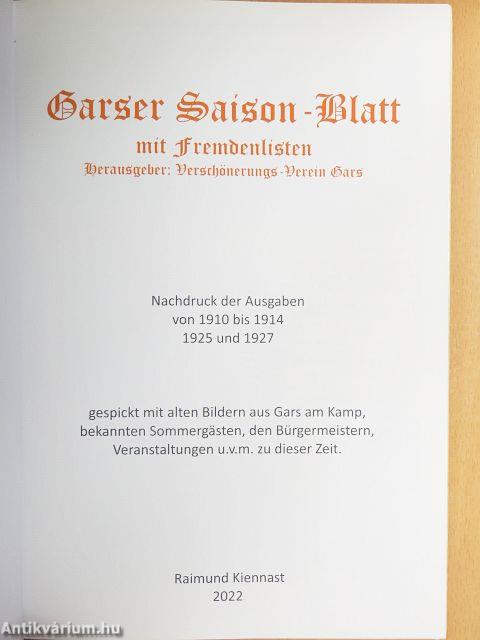 Garser Saison-Blatt
mit Fremdenlisten
Herausgeber: Verschönerungs-Verein Gars
Nachdruck der Ausgaben
von 1910 bis 1914
1925 und 1927
gespickt mit alten Bildern aus Gars am Kamp,
bekannten Sommergästen, den Bürgermeistern,
Veranstaltungen u.v.m. zu dieser Zeit.
Raimund Kiennast
2022
Antikvárium.hu